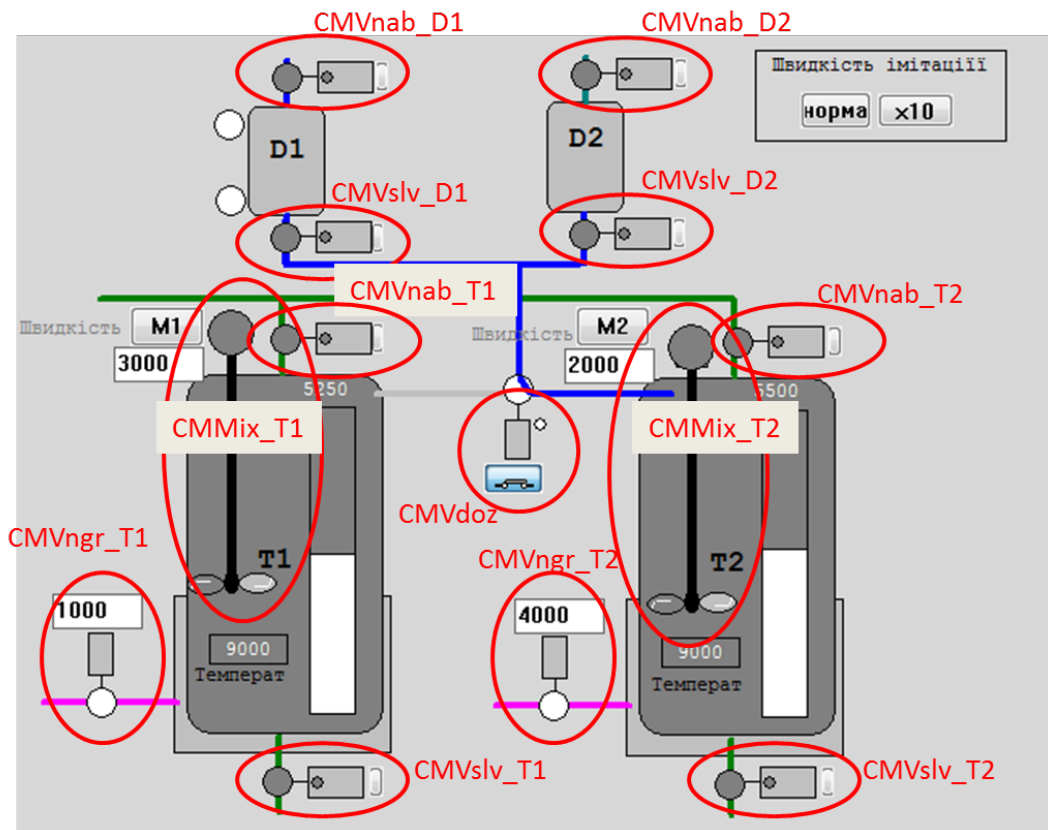 CMVnab_D1
CMVnab_D2
Швидкість імітаціїї
норма
x10
D1
D2
CMVslv_D1
CMVslv_D2
CMVnab_T1
CMVnab_T2
Швидкість
M1
3000
Швидкість
M2
2000
5250
5500
CMMix_T1
CMMix_T2
CMVdoz
CMVngr_T1
CMVngr_T2
T1
T2
1000
4000
9000
Температ
9000
Температ
CMVslv_T1
CMVslv_T2